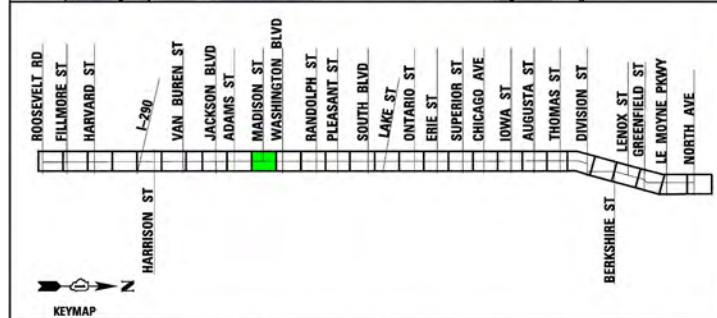 ROOSEVELT RD
FILLMORE ST
HARVARD ST
I-290
HARRISON ST
VAN BUREN ST
JACKSON BLVD
ADAMS ST
MADISON ST
WASHINGTON BLVD
RANDOLPH ST
PLEASANT ST
SOUTH BLVD
LAKE ST
ONTARIO ST
ERIE ST
SUPERIOR ST
CHICAGO AVE
IOWA ST
AUGUSTA ST
THOMAS ST
DIVISION ST
BERKSHIRE ST
LENOX ST
GREENFIELD ST
LE MOYNE PKWY
NORTH AVE
N
KEYMAP